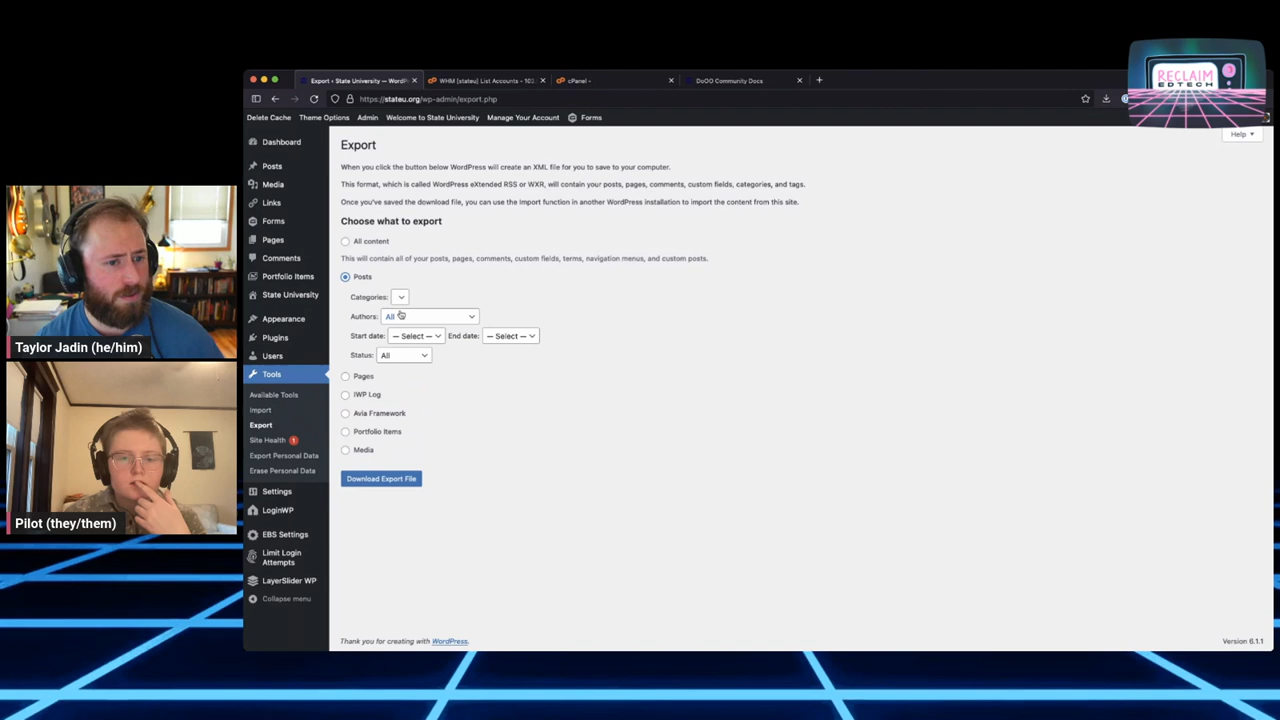 RECLAIM
EDTECH
Export ‹ State University — WordPr
WHM [stateu] List Accounts - 10
cPanel -
DoOO Community Docs
https://stateu.org/wp-admin/export.php
Delete Cache
Theme Options
Admin
Welcome to State University
Manage Your Account
Forms
Help
Dashboard
Posts
Media
Links
Forms
Pages
Comments
Portfolio Items
State University
Appearance
Plugins
Users
Tools
Available Tools
Import
Export
Site Health 1
Export Personal Data
Erase Personal Data
Settings
LoginWP
EBS Settings
Limit Login
Attempts
LayerSlider WP
Collapse menu
Export
When you click the button below WordPress will create an XML file for you to save to your computer.
This format, which is called WordPress eXtended RSS or WXR, will contain your posts, pages, comments, custom fields, categories, and tags.
Once you've saved the download file, you can use the Import function in another WordPress installation to import the content from this site.
Choose what to export
All content
This will contain all of your posts, pages, comments, custom fields, terms, navigation menus, and custom posts.
Posts
Categories:
Authors: All
Start date: — Select — End date: — Select —
Status: All
Pages
IWP Log
Avia Framework
Portfolio Items
Media
Download Export File
Thank you for creating with WordPress.
Version 6.1.1
Taylor Jadin (he/him)
Pilot (they/them)